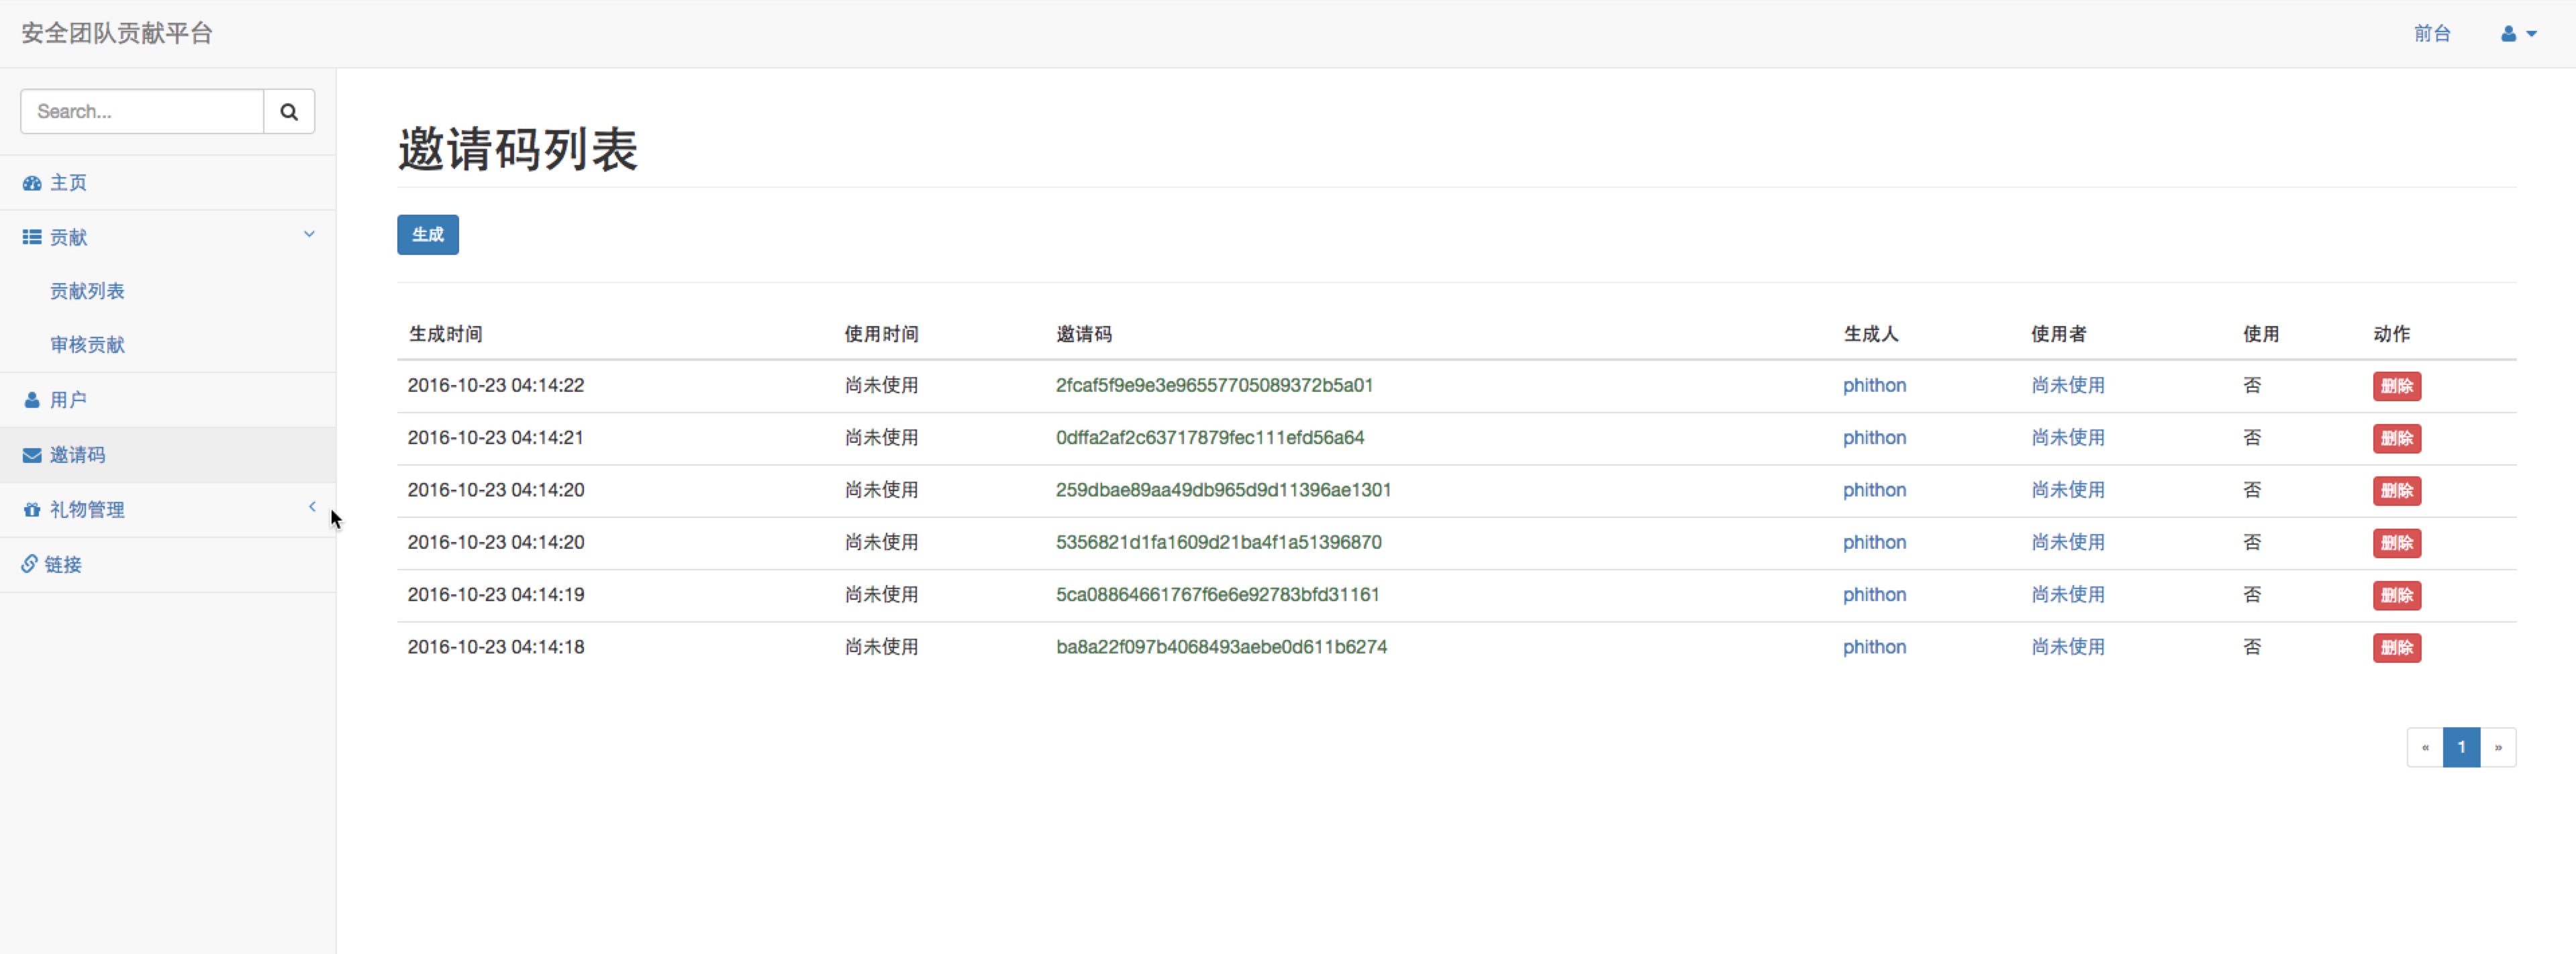 安全团队贡献平台
前台
Search...
主页
贡献
贡献列表
审核贡献
用户
邀请码
礼物管理
链接
邀请码列表
生成
生成时间 使用时间 邀请码 生成人 使用者 使用 动作
2016-10-23 04:14:22 尚未使用 2fcaf5f9e9e3e96557705089372b5a01 phithon 尚未使用 否 删除
2016-10-23 04:14:21 尚未使用 0dffa2af2c63717879fec111efd56a64 phithon 尚未使用 否 删除
2016-10-23 04:14:20 尚未使用 259dbae89aa49db965d9d11396ae1301 phithon 尚未使用 否 删除
2016-10-23 04:14:20 尚未使用 5356821d1fa1609d21ba4f1a51396870 phithon 尚未使用 否 删除
2016-10-23 04:14:19 尚未使用 5ca08864661767f6e6e92783bfd31161 phithon 尚未使用 否 删除
2016-10-23 04:14:18 尚未使用 ba8a22f097b4068493aebe0d611b6274 phithon 尚未使用 否 删除
« 1 »